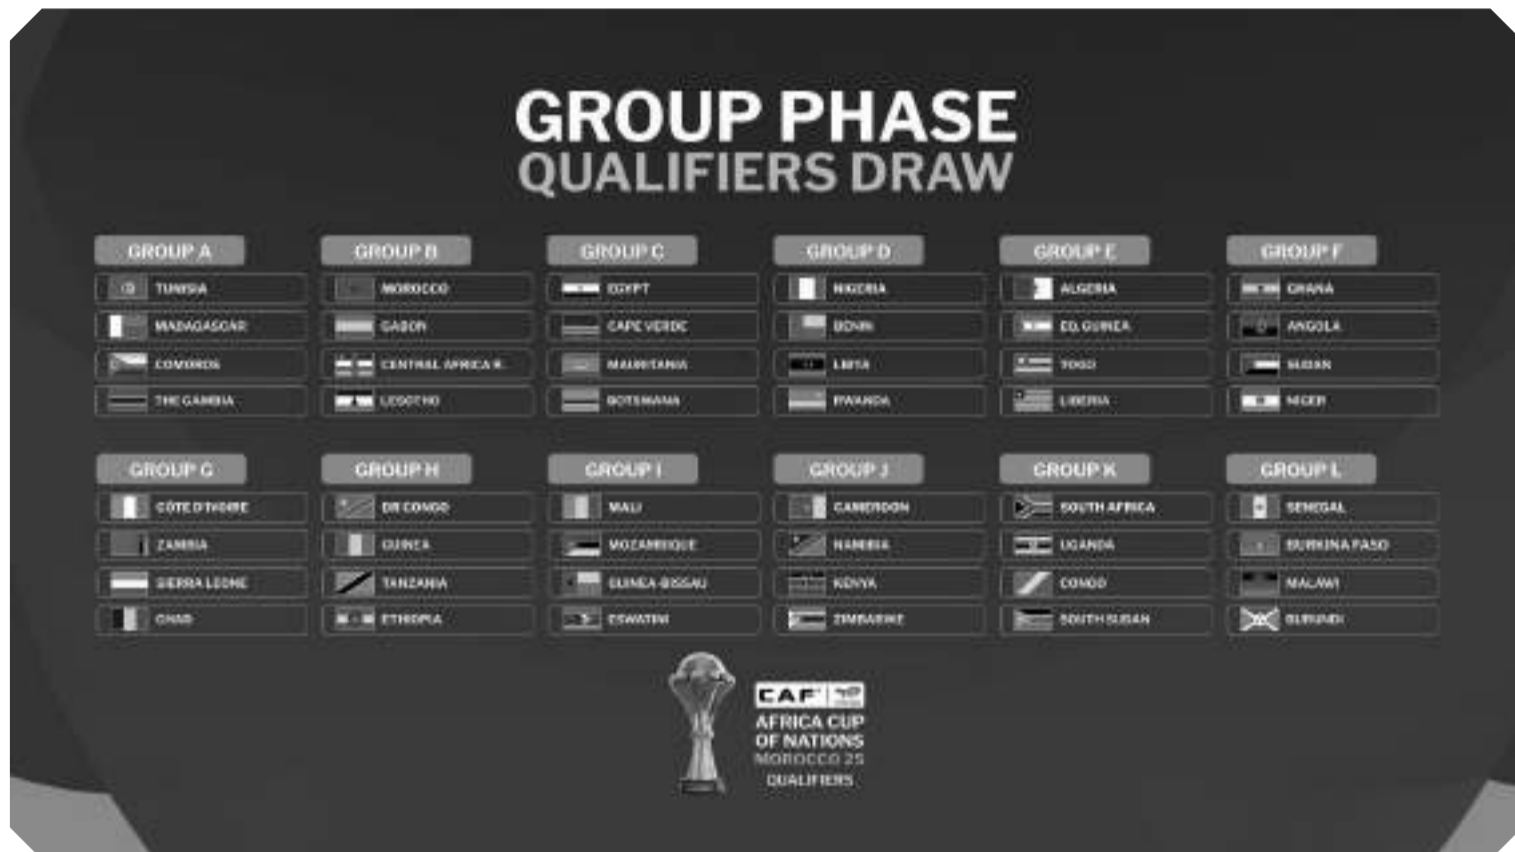 GROUP PHASE
QUALIFIERS DRAW
GROUP A
TUNISIA
MADAGASCAR
COMOROS
THE GAMBIA
GROUP B
MOROCCO
GABON
CENTRAL AFRICA R.
LESOTHO
GROUP C
EGYPT
CAPE VERDE
MAURITANIA
BOTSWANA
GROUP D
NIGERIA
BENIN
LIBYA
RWANDA
GROUP E
ALGERIA
EQ. GUINEA
TOGO
LIBERIA
GROUP F
GHANA
ANGOLA
SUDAN
NIGER
GROUP G
CÔTE D'IVOIRE
ZAMBIA
SIERRA LEONE
CHAD
GROUP H
DR CONGO
GUINEA
TANZANIA
ETHIOPIA
GROUP I
MALI
MOZAMBIQUE
GUINEA-BISSAU
ESWATINI
GROUP J
CAMEROON
NAMIBIA
KENYA
ZIMBABWE
GROUP K
SOUTH AFRICA
UGANDA
CONGO
SOUTH SUDAN
GROUP L
SENEGAL
BURKINA FASO
MALAWI
BURUNDI
CAF
AFRICA CUP
OF NATIONS
MOROCCO 25
QUALIFIERS